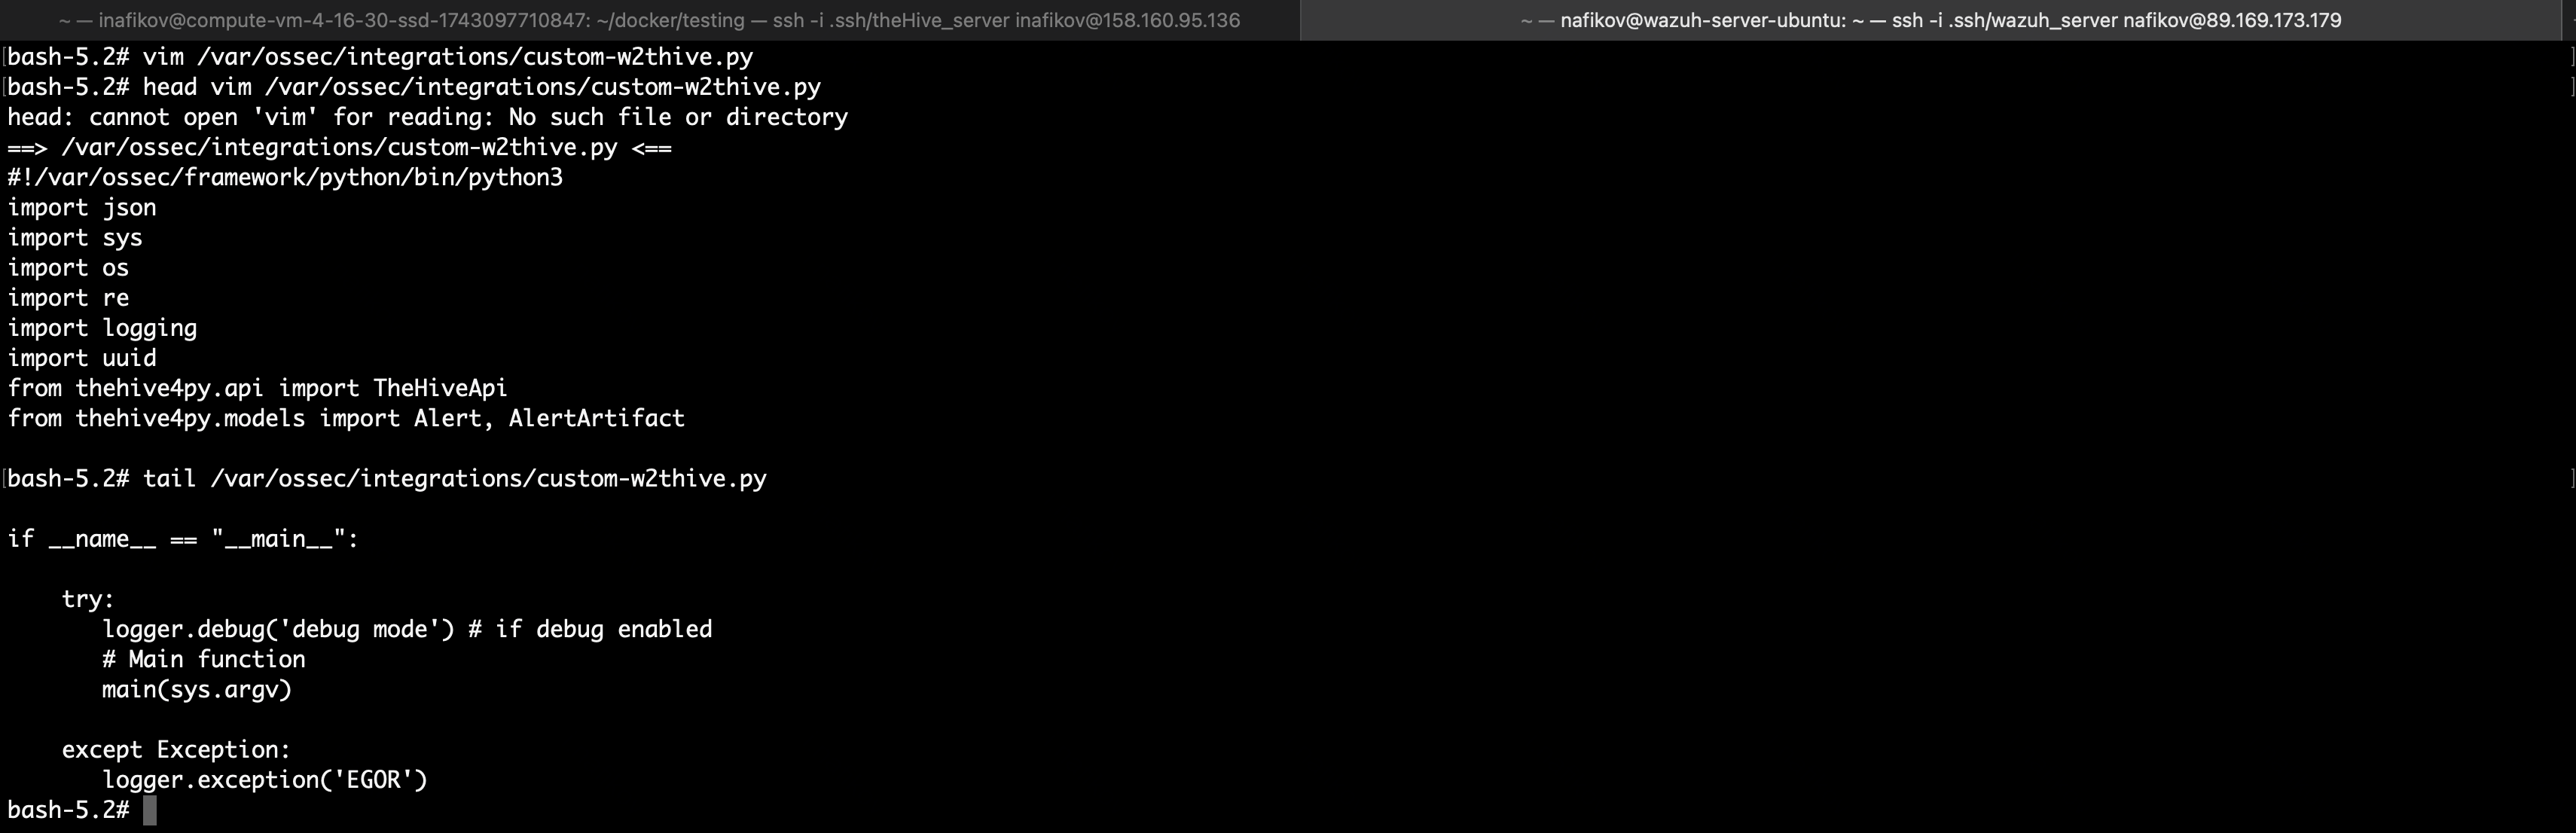 ~ — inafikov@compute-vm-4-16-30-ssd-1743097710847: ~/docker/testing — ssh -i .ssh/theHive_server inafikov@158.160.95.136
~ — nafikov@wazuh-server-ubuntu: ~ — ssh -i .ssh/wazuh_server nafikov@89.169.173.179
[bash-5.2# vim /var/ossec/integrations/custom-w2thive.py ]
[bash-5.2# head vim /var/ossec/integrations/custom-w2thive.py ]
head: cannot open 'vim' for reading: No such file or directory
==> /var/ossec/integrations/custom-w2thive.py <==
#!/var/ossec/framework/python/bin/python3
import json
import sys
import os
import re
import logging
import uuid
from thehive4py.api import TheHiveApi
from thehive4py.models import Alert, AlertArtifact
[bash-5.2# tail /var/ossec/integrations/custom-w2thive.py ]
if __name__ == "__main__":
    try:
       logger.debug('debug mode') # if debug enabled
       # Main function
       main(sys.argv)
    except Exception:
       logger.exception('EGOR')
bash-5.2#